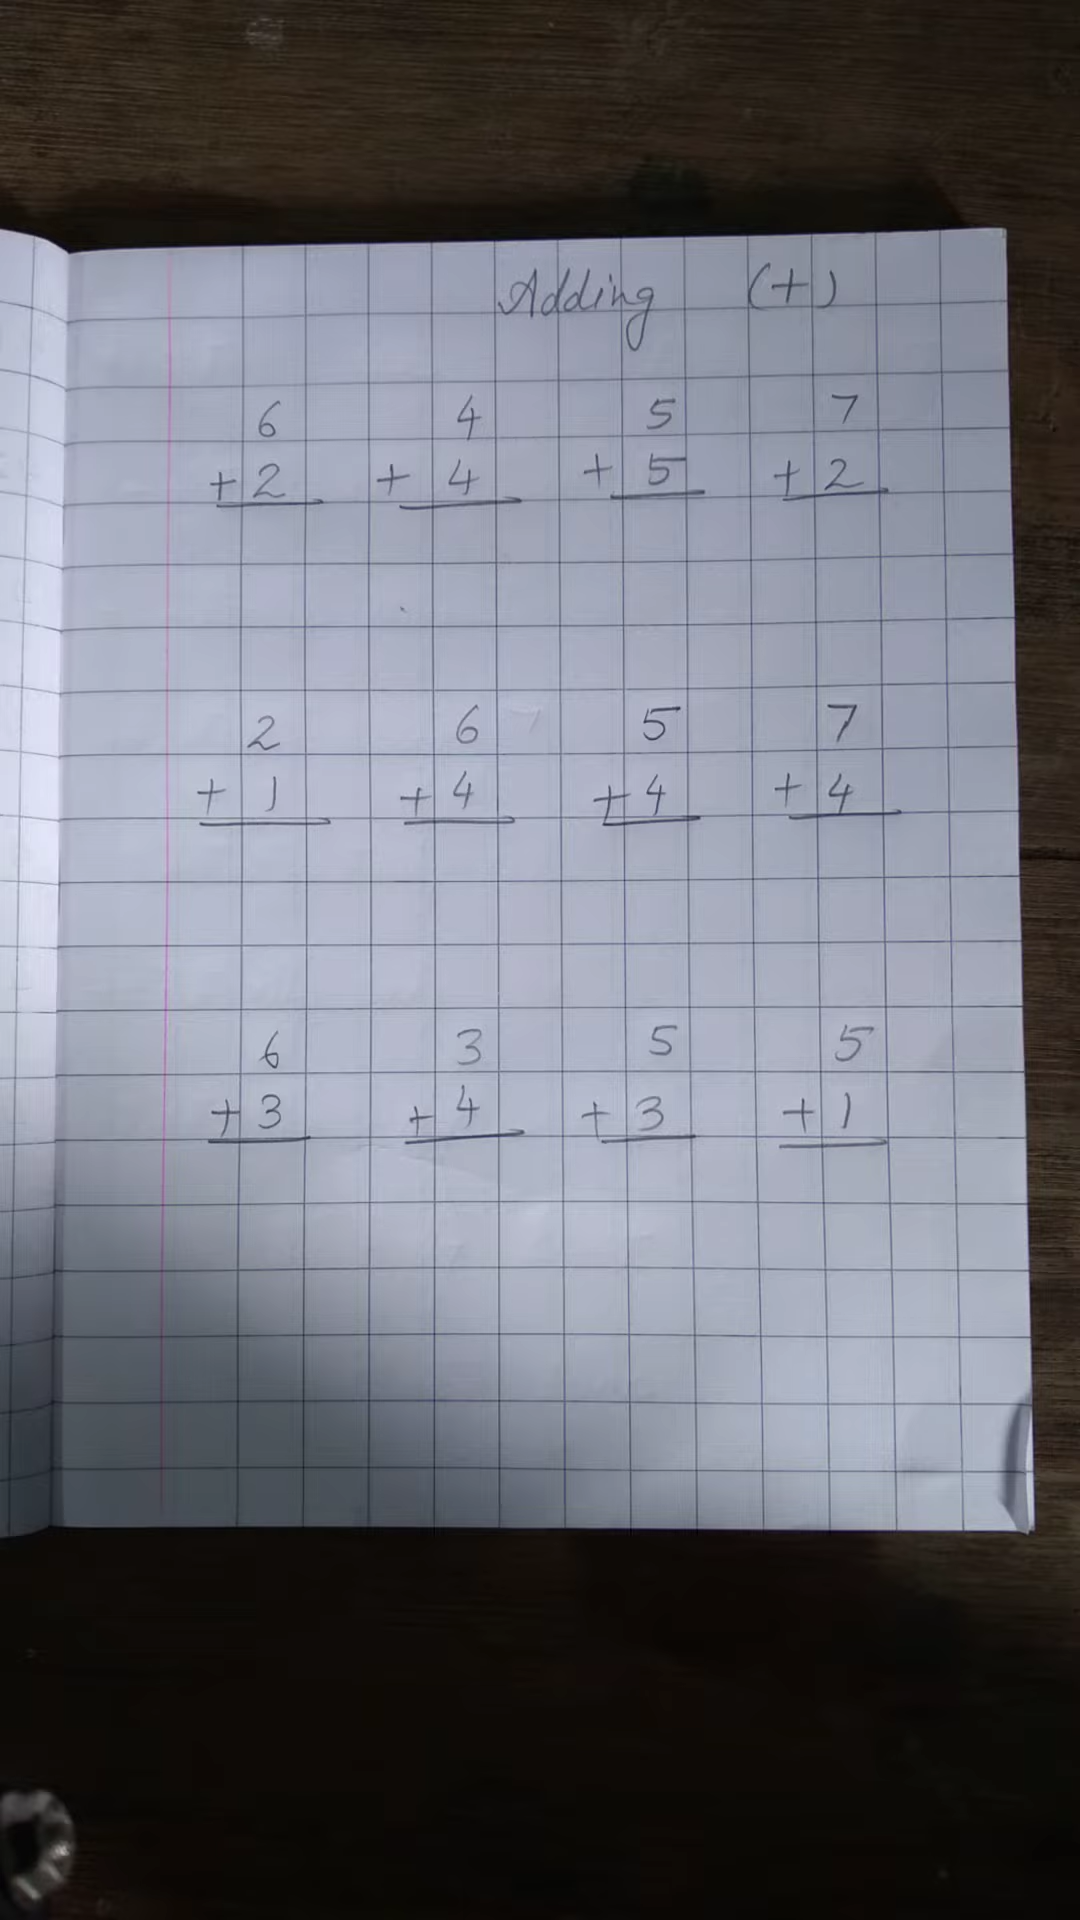 Adding (+)
6 4 5 7
+2 + 4 + 5 + 2
2 6 5 7
+ 1 + 4 + 4 + 4
6 3 5 5
+3 + 4 + 3 + 1